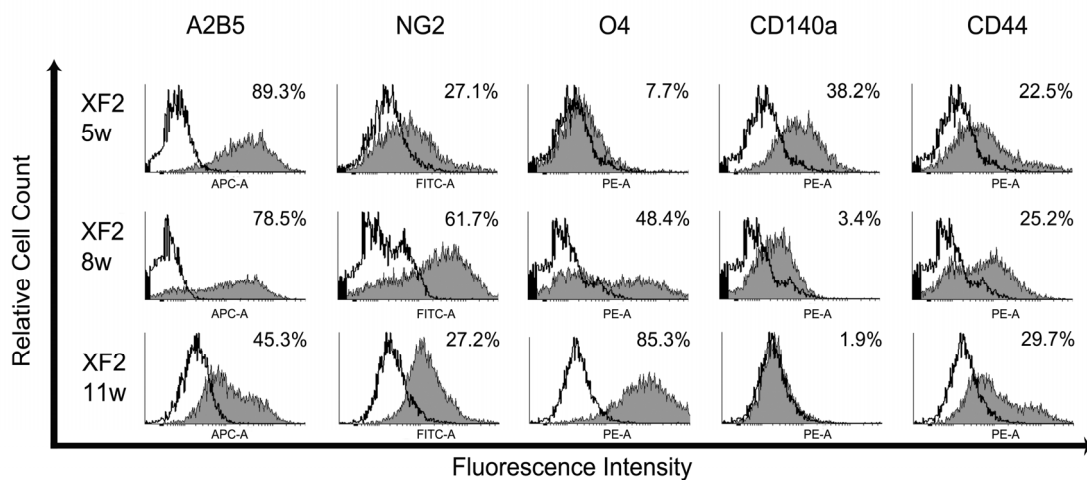 A2B5 NG2 O4 CD140a CD44
XF2
5w
89.3% 27.1% 7.7% 38.2% 22.5%
APC-A FITC-A PE-A PE-A PE-A
XF2
8w
78.5% 61.7% 48.4% 3.4% 25.2%
APC-A FITC-A PE-A PE-A PE-A
XF2
11w
45.3% 27.2% 85.3% 1.9% 29.7%
APC-A FITC-A PE-A PE-A PE-A
Relative Cell Count
Fluorescence Intensity